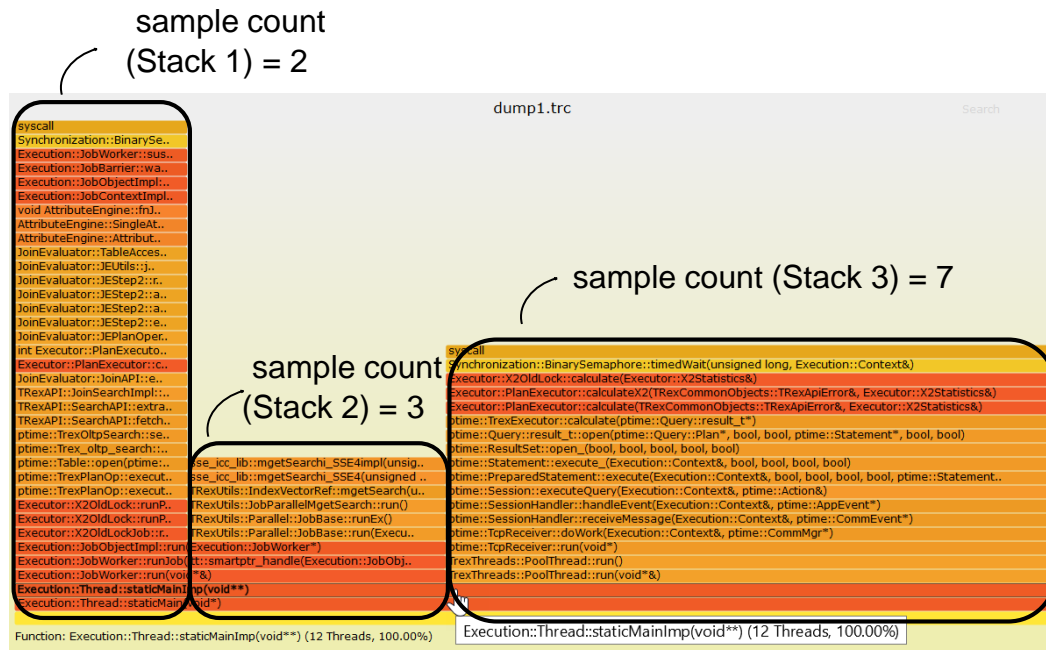 sample count
(Stack 1) = 2
dump1.trc
Search
syscall
Synchronization::BinarySe..
Execution::JobWorker::sus..
Execution::JobBarrier::wa..
Execution::JobObjectImpl:..
Execution::JobContextImpl..
void AttributeEngine::fnJ..
AttributeEngine::SingleAt..
AttributeEngine::Attribut..
JoinEvaluator::TableAcces..
JoinEvaluator::JEUtils::j..
JoinEvaluator::JEStep2::r..
JoinEvaluator::JEStep2::a..
JoinEvaluator::JEStep2::a..
JoinEvaluator::JEStep2::e..
JoinEvaluator::JEPlanOper..
int Executor::PlanExecuto..
Executor::PlanExecutor::c..
JoinEvaluator::JoinAPI::e..
TRexAPI::JoinSearchImpl::..
TRexAPI::SearchAPI::extra..
TRexAPI::SearchAPI::fetch..
ptime::TrexOltpSearch::se..
ptime::Trex_oltp_search::..
ptime::Table::open(ptime:..
ptime::TrexPlanOp::execut..
ptime::TrexPlanOp::execut..
Executor::X2OldLock::runP..
Executor::X2OldLock::runP..
Executor::X2OldLockJob::r..
Execution::JobObjectImpl::run(Execution::JobWorker*)
Execution::JobWorker::runJob(tt::smartptr_handle(Execution::JobObj..
Execution::JobWorker::run(void*&)
Execution::Thread::staticMainImp(void**)
Execution::Thread::staticMain(void*)
sample count
(Stack 2) = 3
sse_icc_lib::mgetSearchi_SSE4impl(unsig..
sse_icc_lib::mgetSearchi_SSE4(unsigned ..
TRexUtils::IndexVectorRef::mgetSearch(u..
TRexUtils::JobParallelMgetSearch::run()
TRexUtils::Parallel::JobBase::runEx()
TRexUtils::Parallel::JobBase::run(Execu..
sample count (Stack 3) = 7
syscall
Synchronization::BinarySemaphore::timedWait(unsigned long, Execution::Context&)
Executor::X2OldLock::calculate(Executor::X2Statistics&)
Executor::PlanExecutor::calculateX2(TRexCommonObjects::TRexApiError&, Executor::X2Statistics&)
Executor::PlanExecutor::calculate(TRexCommonObjects::TRexApiError&, Executor::X2Statistics&)
ptime::TrexExecutor::calculate(ptime::Query::result_t*)
ptime::Query::result_t::open(ptime::Query::Plan*, bool, bool, ptime::Statement*, bool, bool)
ptime::ResultSet::open_(bool, bool, bool, bool, bool)
ptime::Statement::execute_(Execution::Context&, bool, bool, bool, bool)
ptime::PreparedStatement::execute(Execution::Context&, bool, bool, bool, bool, ptime::Statement..
ptime::Session::executeQuery(Execution::Context&, ptime::Action&)
ptime::SessionHandler::handleEvent(Execution::Context&, ptime::AppEvent*)
ptime::SessionHandler::receiveMessage(Execution::Context&, ptime::CommEvent*)
ptime::TcpReceiver::doWork(Execution::Context&, ptime::CommMgr*)
ptime::TcpReceiver::run(void*)
TrexThreads::PoolThread::run()
TrexThreads::PoolThread::run(void*&)
Function: Execution::Thread::staticMainImp(void**) (12 Threads, 100.00%)
Execution::Thread::staticMainImp(void**) (12 Threads, 100.00%)